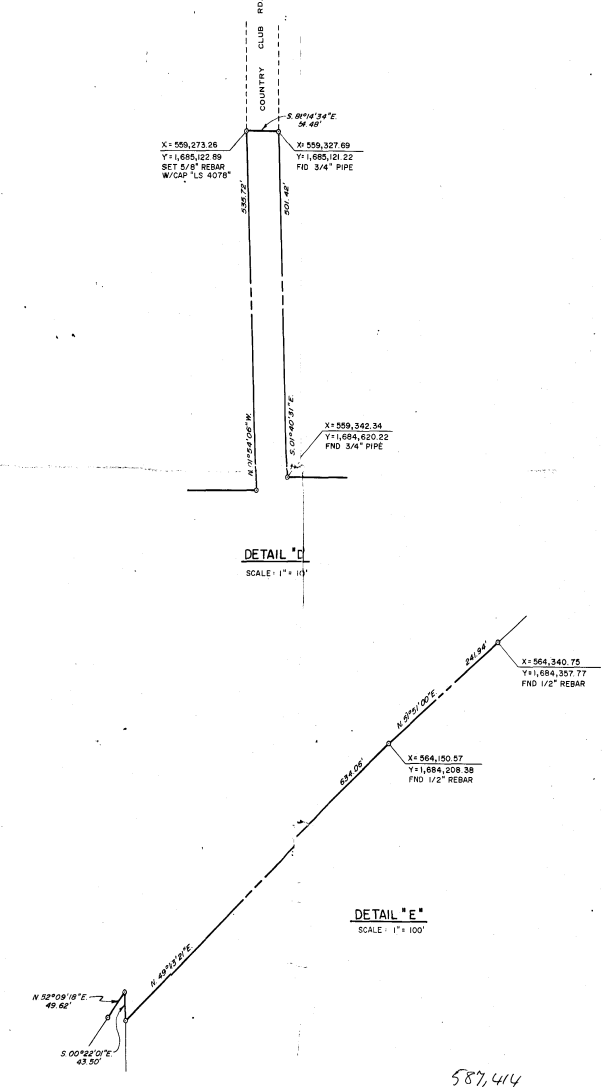 COUNTRY CLUB RD.
S. 81°14'34"E.
54.48'
X= 559,273.26
Y=1,685,122.89
SET 5/8" REBAR
W/CAP "LS 4078"
X= 559,327.69
Y=1,685,121.22
FND 3/4" PIPE
535.72'
501.42'
N. 01°54'06"W.
S. 01°40'31"E.
X= 559,342.34
Y=1,684,620.22
FND 3/4" PIPE
DETAIL "D"
SCALE: 1" = 10'
241.94'
X= 564,340.75
Y=1,684,357.77
FND 1/2" REBAR
N. 51°51'00"E.
X= 564,150.57
Y=1,684,208.38
FND 1/2" REBAR
634.06'
DETAIL "E"
SCALE: 1" = 100'
N. 49°13'21"E.
N 52°09'18"E.
49.62'
S. 00°22'01"E.
43.50'
587,414